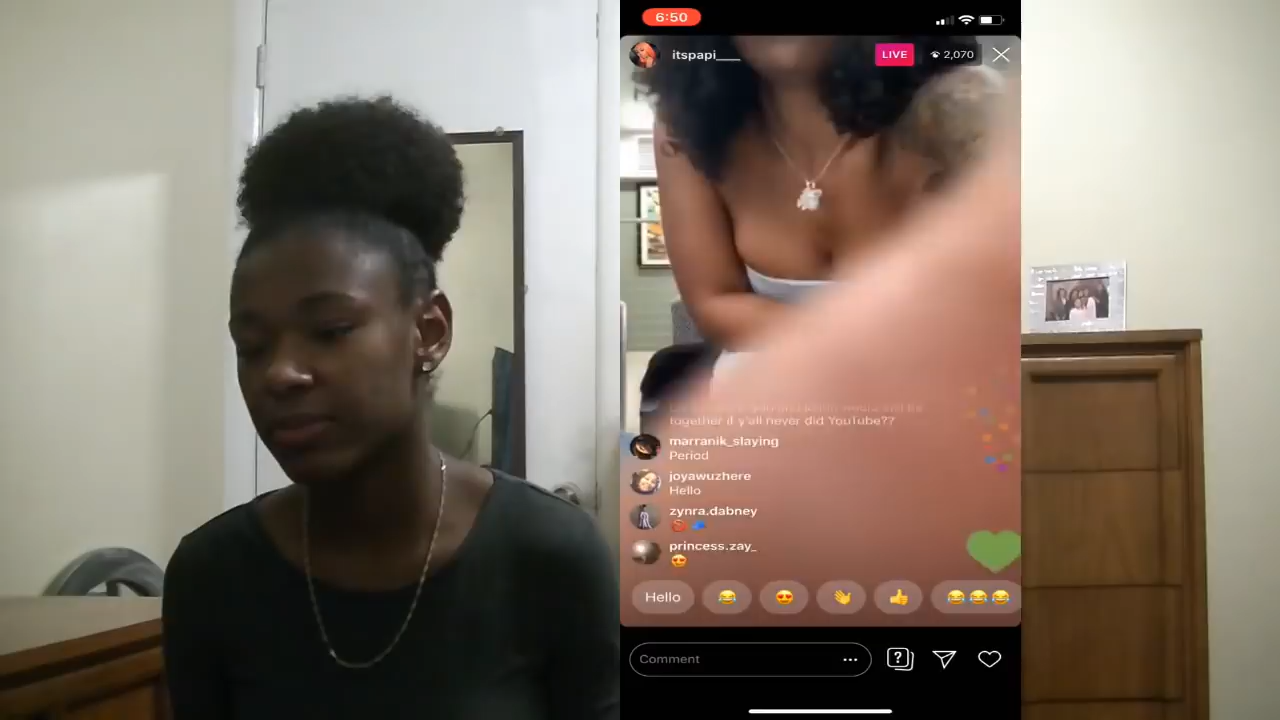 6:50
itspapi___
LIVE
2,070
together if y'all never did YouTube??
marranik_slaying
Period
joyawuzhere
Hello
zynra.dabney
princess.zay_
Hello
Comment